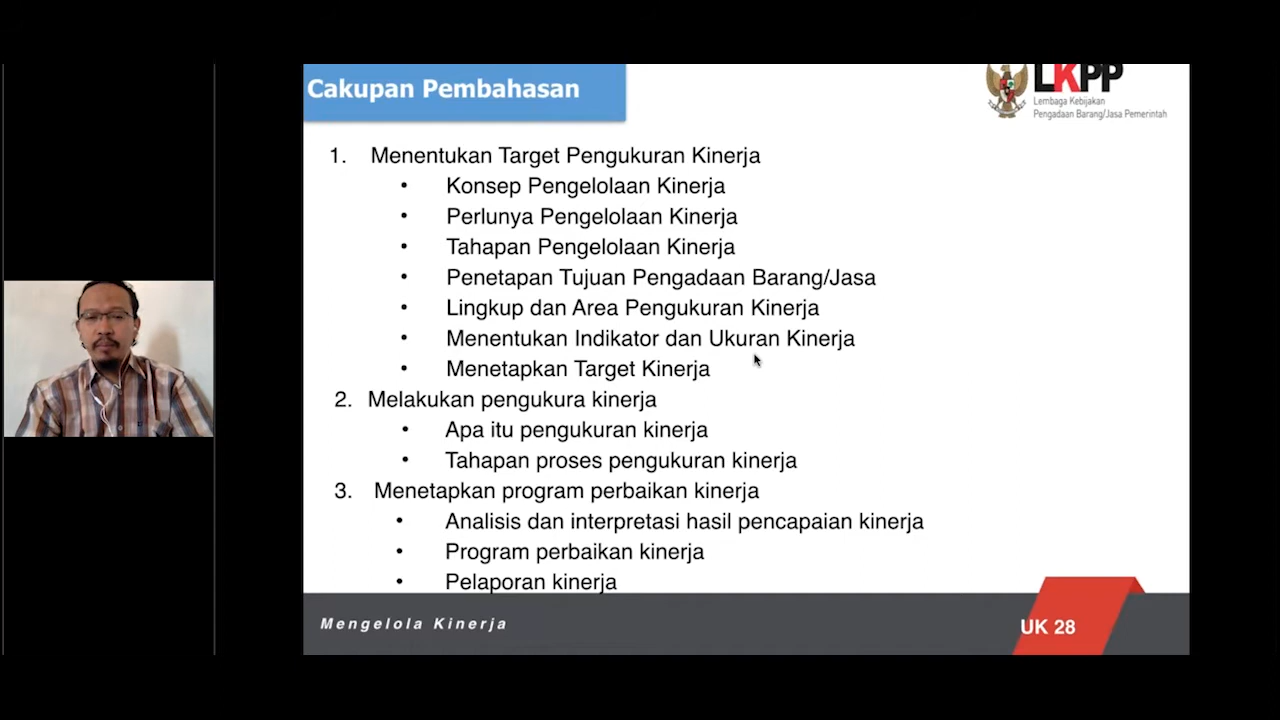 Cakupan Pembahasan
LKPP
Lembaga Kebijakan
Pengadaan Barang/Jasa Pemerintah
1. Menentukan Target Pengukuran Kinerja
• Konsep Pengelolaan Kinerja
• Perlunya Pengelolaan Kinerja
• Tahapan Pengelolaan Kinerja
• Penetapan Tujuan Pengadaan Barang/Jasa
• Lingkup dan Area Pengukuran Kinerja
• Menentukan Indikator dan Ukuran Kinerja
• Menetapkan Target Kinerja
2. Melakukan pengukura kinerja
• Apa itu pengukuran kinerja
• Tahapan proses pengukuran kinerja
3. Menetapkan program perbaikan kinerja
• Analisis dan interpretasi hasil pencapaian kinerja
• Program perbaikan kinerja
• Pelaporan kinerja
Mengelola Kinerja
UK 28